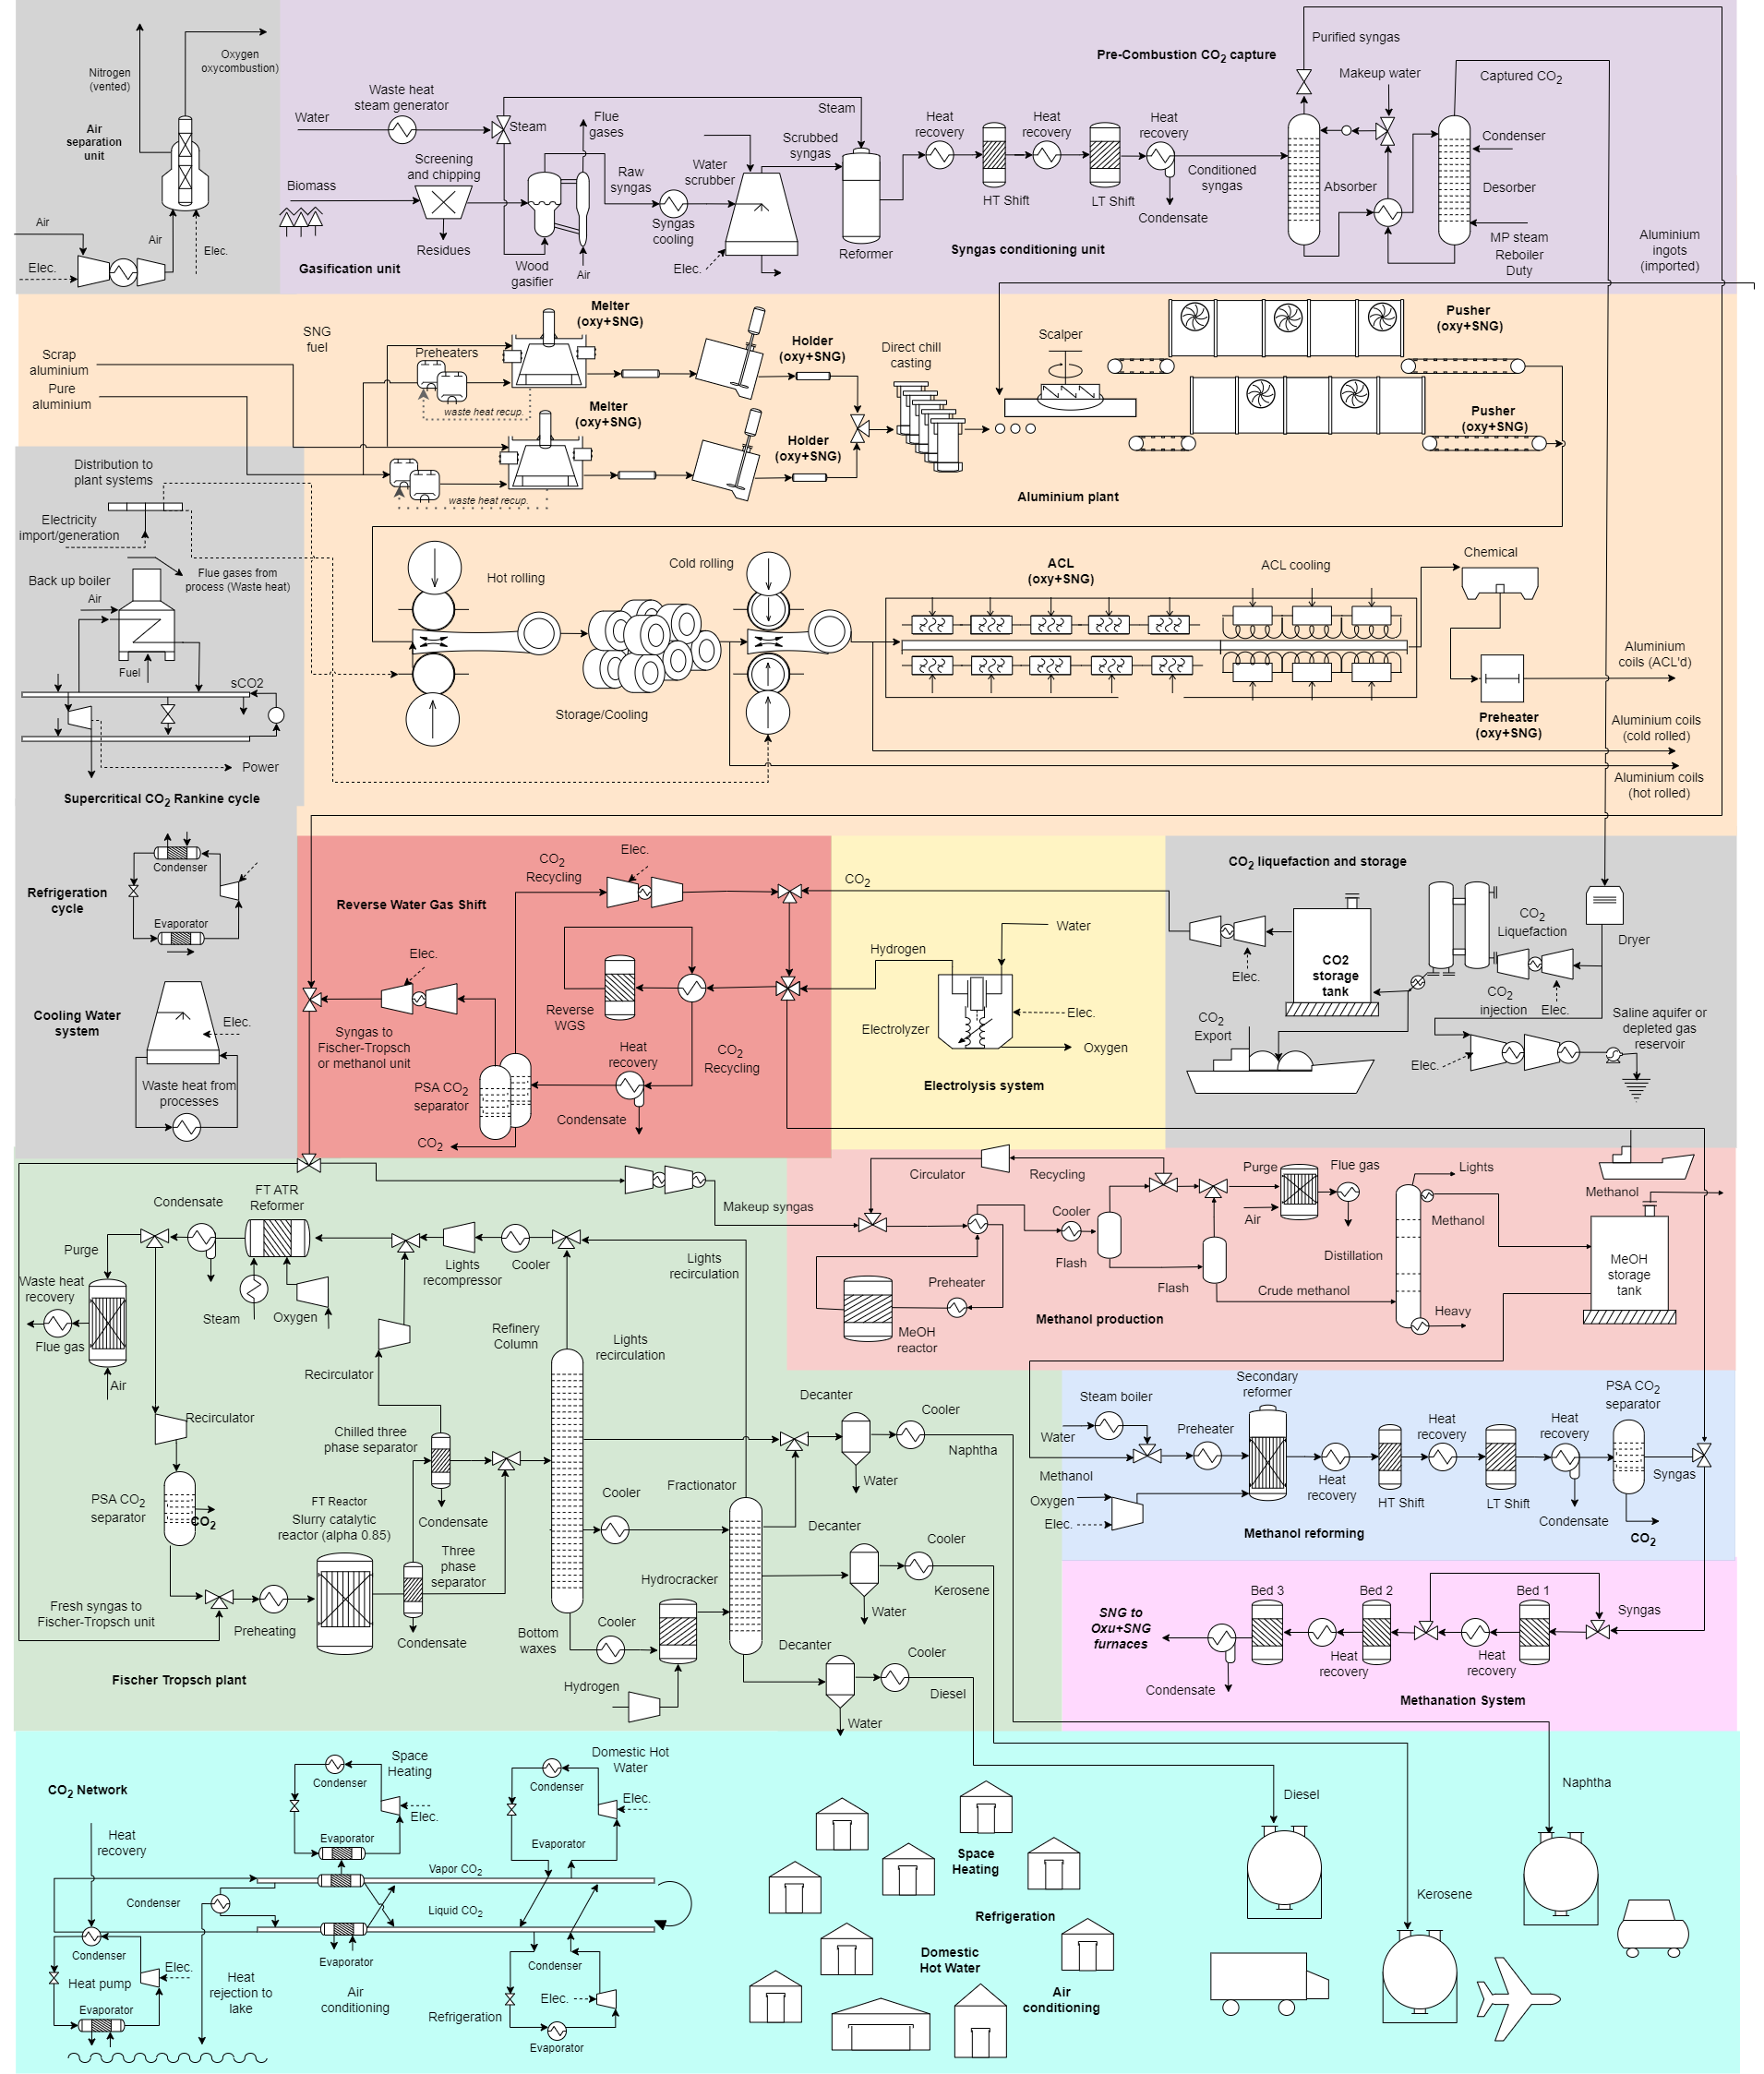 Nitrogen
(vented)
Oxygen
oxycombustion)
Air
separation
unit
Air
Air
Elec.
Elec.
Water
Waste heat
steam generator
Steam
Flue
gases
Biomass
Screening
and chipping
Residues
Raw
syngas
Water
scrubber
Syngas
cooling
Wood
gasifier
Air
Elec.
Gasification unit
Steam
Scrubbed
syngas
Reformer
Heat
recovery
HT Shift
Heat
recovery
LT Shift
Heat
recovery
Condensate
Conditioned
syngas
Syngas conditioning unit
Pre-Combustion CO2 capture
Purified syngas
Makeup water
Captured CO2
Condenser
Absorber
Desorber
MP steam
Reboiler
Duty
Aluminium
ingots
(imported)
Scrap
aluminium
Pure
aluminium
SNG
fuel
Preheaters
Melter
(oxy+SNG)
waste heat recup.
Melter
(oxy+SNG)
waste heat recup.
Holder
(oxy+SNG)
Holder
(oxy+SNG)
Direct chill
casting
Scalper
Pusher
(oxy+SNG)
Pusher
(oxy+SNG)
Aluminium plant
Distribution to
plant systems
Electricity
import/generation
Flue gases from
process (Waste heat)
Back up boiler
Air
Fuel
sCO2
Power
Supercritical CO2 Rankine cycle
Hot rolling
Storage/Cooling
Cold rolling
ACL
(oxy+SNG)
ACL cooling
Chemical
Preheater
(oxy+SNG)
Aluminium
coils (ACL'd)
Aluminium coils
(cold rolled)
Aluminium coils
(hot rolled)
Condenser
Refrigeration
cycle
Evaporator
Cooling Water
system
Elec.
Waste heat from
processes
Reverse Water Gas Shift
CO2
Recycling
Elec.
Elec.
Syngas to
Fischer-Tropsch
or methanol unit
Reverse
WGS
Heat
recovery
CO2
Recycling
PSA CO2
separator
Condensate
CO2
CO2
Hydrogen
Water
Electrolyzer
Elec.
Oxygen
Electrolysis system
CO2 liquefaction and storage
Elec.
CO2
storage
tank
CO2
Liquefaction
Dryer
CO2
injection
Elec.
CO2
Export
Elec.
Saline aquifer or
depleted gas
reservoir
Condensate
FT ATR
Reformer
Purge
Waste heat
recovery
Flue gas
Air
Steam
Oxygen
Lights
recompressor
Cooler
Makeup syngas
Lights
recirculation
Refinery
Column
Lights
recirculation
Recirculator
Recirculator
Chilled three
phase separator
PSA CO2
separator
CO2
FT Reactor
Slurry catalytic
reactor (alpha 0.85)
Condensate
Three
phase
separator
Fresh syngas to
Fischer-Tropsch unit
Preheating
Condensate
Cooler
Fractionator
Hydrocracker
Cooler
Bottom
waxes
Hydrogen
Decanter
Cooler
Naphtha
Water
Decanter
Cooler
Kerosene
Water
Decanter
Cooler
Diesel
Water
Fischer Tropsch plant
Circulator
Recycling
Purge
Flue gas
Lights
Methanol
Cooler
Air
Methanol
Flash
Distillation
MeOH
storage
tank
Preheater
Flash
Crude methanol
Heavy
MeOH
reactor
Methanol production
Steam boiler
Secondary
reformer
PSA CO2
separator
Water
Preheater
Heat
recovery
Heat
recovery
Methanol
Heat
recovery
Syngas
Oxygen
HT Shift
LT Shift
Elec.
Condensate
Methanol reforming
CO2
Bed 3
Bed 2
Bed 1
SNG to
Oxu+SNG
furnaces
Syngas
Heat
recovery
Heat
recovery
Condensate
Methanation System
CO2 Network
Space
Heating
Condenser
Elec.
Evaporator
Domestic Hot
Water
Condenser
Elec.
Evaporator
Heat
recovery
Vapor CO2
Condenser
Liquid CO2
Condenser
Evaporator
Condenser
Heat pump
Elec.
Evaporator
Heat
rejection to
lake
Air
conditioning
Refrigeration
Elec.
Evaporator
Space
Heating
Refrigeration
Domestic
Hot Water
Air
conditioning
Diesel
Naphtha
Kerosene